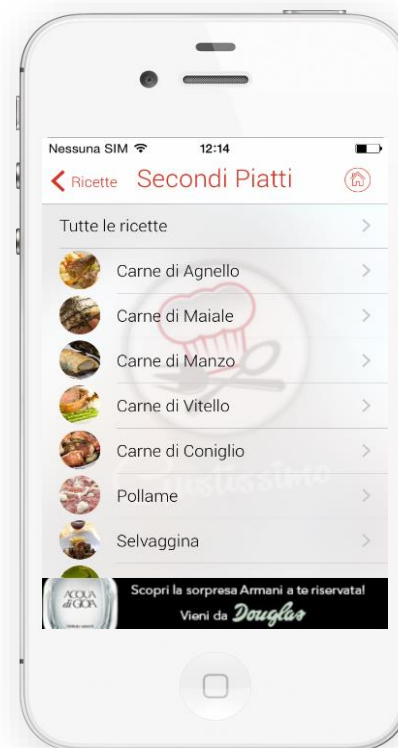 Nessuna SIM 12:14
Ricette Secondi Piatti
Tutte le ricette
Carne di Agnello
Carne di Maiale
Carne di Manzo
Carne di Vitello
Carne di Coniglio
Pollame
Selvaggina
ACQUA
di GIOIA
Scopri la sorpresa Armani a te riservata!
Vieni da Douglas